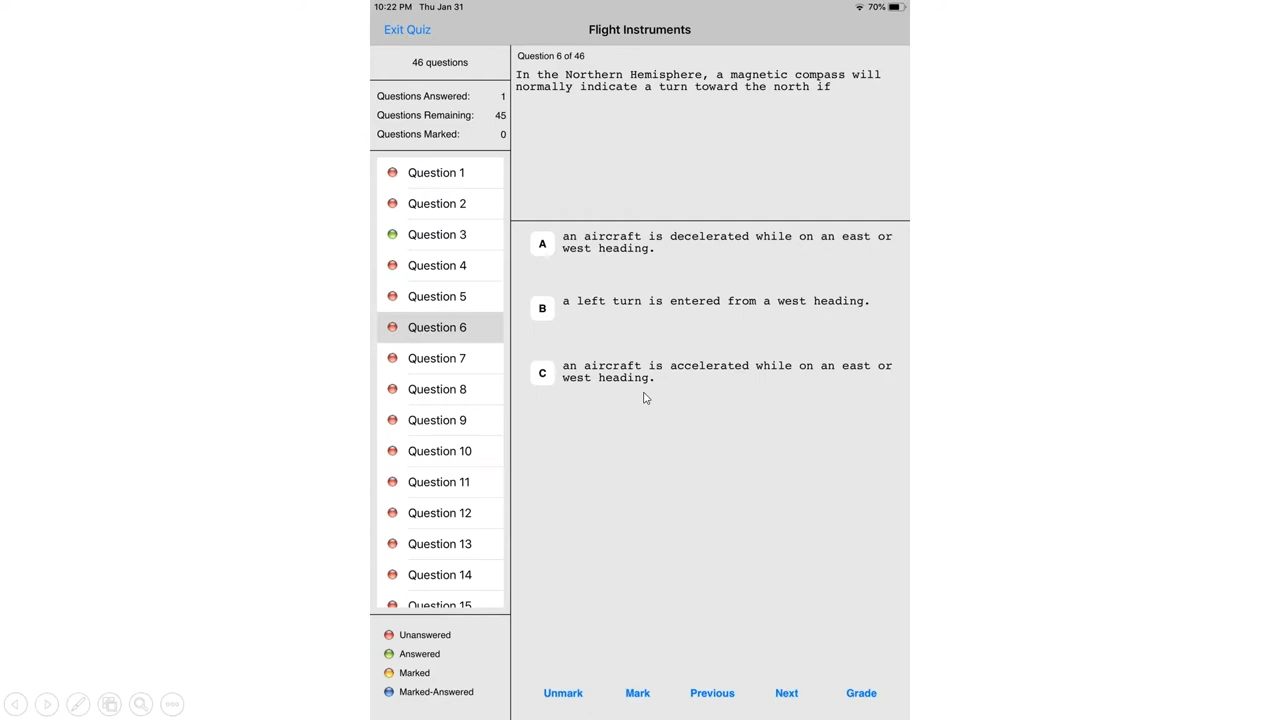 10:22 PM Thu Jan 31
70%
Exit Quiz
Flight Instruments
46 questions
Questions Answered: 1
Questions Remaining: 45
Questions Marked: 0
Question 1
Question 2
Question 3
Question 4
Question 5
Question 6
Question 7
Question 8
Question 9
Question 10
Question 11
Question 12
Question 13
Question 14
Question 15
Unanswered
Answered
Marked
Marked-Answered
Question 6 of 46
In the Northern Hemisphere, a magnetic compass will
normally indicate a turn toward the north if
A
an aircraft is decelerated while on an east or
west heading.
B
a left turn is entered from a west heading.
C
an aircraft is accelerated while on an east or
west heading.
Unmark
Mark
Previous
Next
Grade